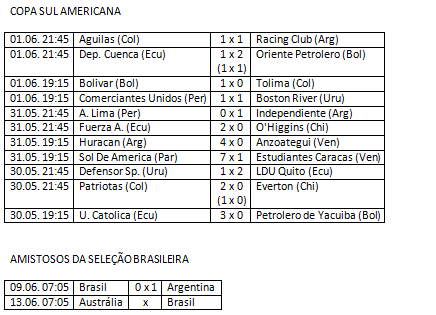 COPA SUL AMERICANA
01.06. 21:45 Aguilas (Col) 1 x 1 Racing Club (Arg)
01.06. 21:45 Dep. Cuenca (Ecu) 1 x 2 Oriente Petrolero (Bol)
(1 x 1)
01.06. 19:15 Bolivar (Bol) 1 x 0 Tolima (Col)
01.06. 19:15 Comerciantes Unidos (Per) 1 x 1 Boston River (Uru)
31.05. 21:45 A. Lima (Per) 0 x 1 Independiente (Arg)
31.05. 21:45 Fuerza A. (Ecu) 2 x 0 O'Higgins (Chi)
31.05. 19:15 Huracan (Arg) 4 x 0 Anzoategui (Ven)
31.05. 19:15 Sol De America (Par) 7 x 1 Estudiantes Caracas (Ven)
30.05. 21:45 Defensor Sp. (Uru) 1 x 2 LDU Quito (Ecu)
30.05. 21:45 Patriotas (Col) 2 x 0 Everton (Chi)
(1 x 0)
30.05. 19:15 U. Catolica (Ecu) 3 x 0 Petrolero de Yacuiba (Bol)
AMISTOSOS DA SELEÇÃO BRASILEIRA
09.06. 07:05 Brasil 0 x 1 Argentina
13.06. 07:05 Austrália x Brasil